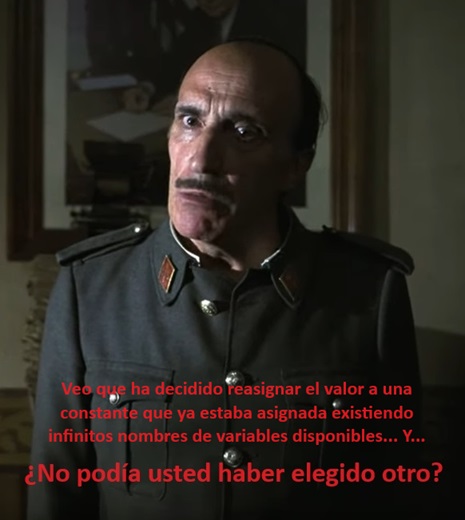 Veo que ha decidido reasignar el valor a una
constante que ya estaba asignada existiendo
infinitos nombres de variables disponibles... Y...
¿No podía usted haber elegido otro?